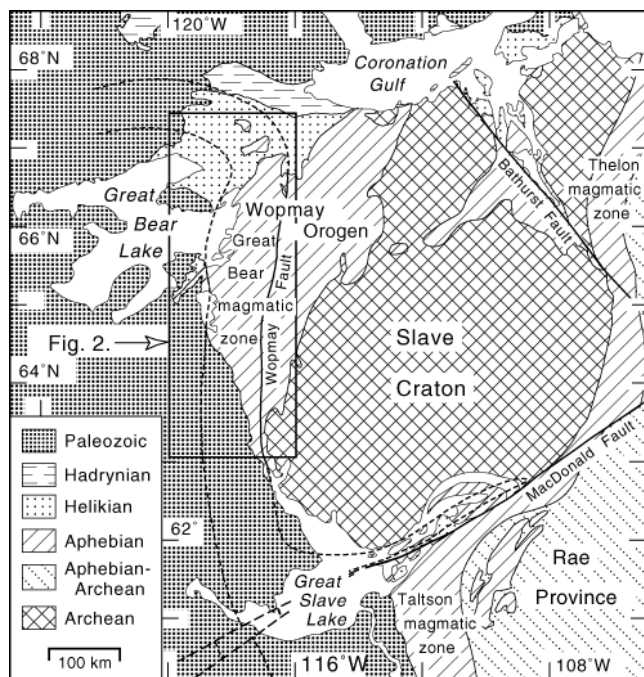 120°W
68°N
Coronation
Gulf
Thelon
magmatic
zone
Bathurst Fault
Great
Bear
Lake
Wopmay
Orogen
66°N
Great
Bear
magmatic
zone
Wopmay Fault
Fig. 2.
Slave
Craton
64°N
Paleozoic
Hadrynian
Helikian
Aphebian
Aphebian-
Archean
Archean
100 km
MacDonald Fault
62°
Great
Slave
Lake
Rae
Province
Taltson
magmatic
zone
116°W
108°W